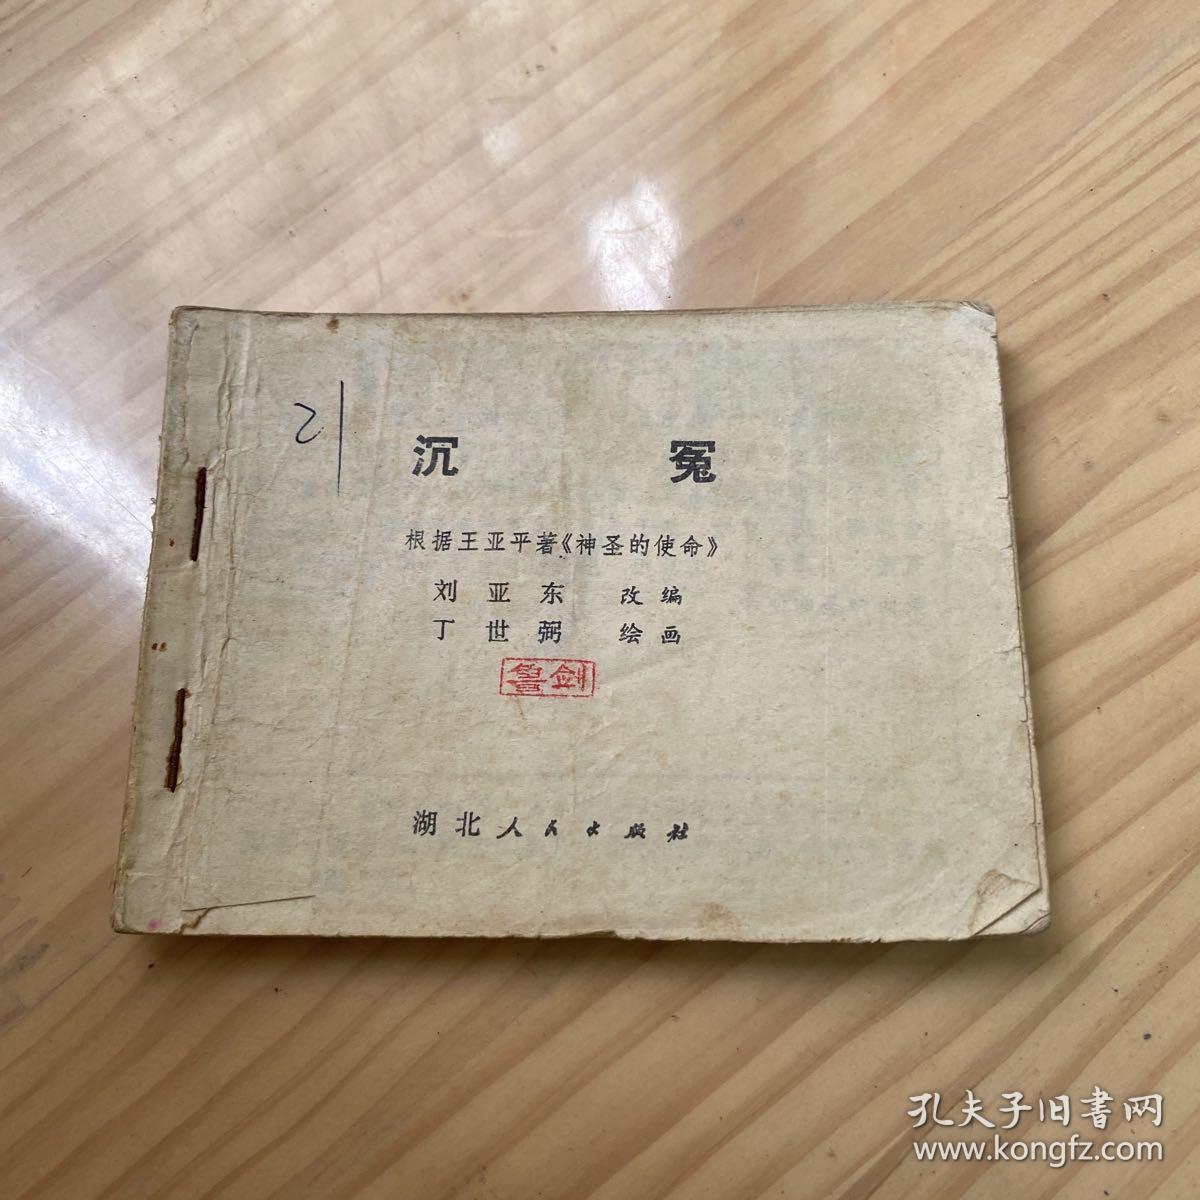 21
沉 冤
根据王亚平著《神圣的使命》
刘亚东 改编
丁世弼 绘画
鲁剑
湖北人民出版社
孔夫子旧書网
www.kongfz.com